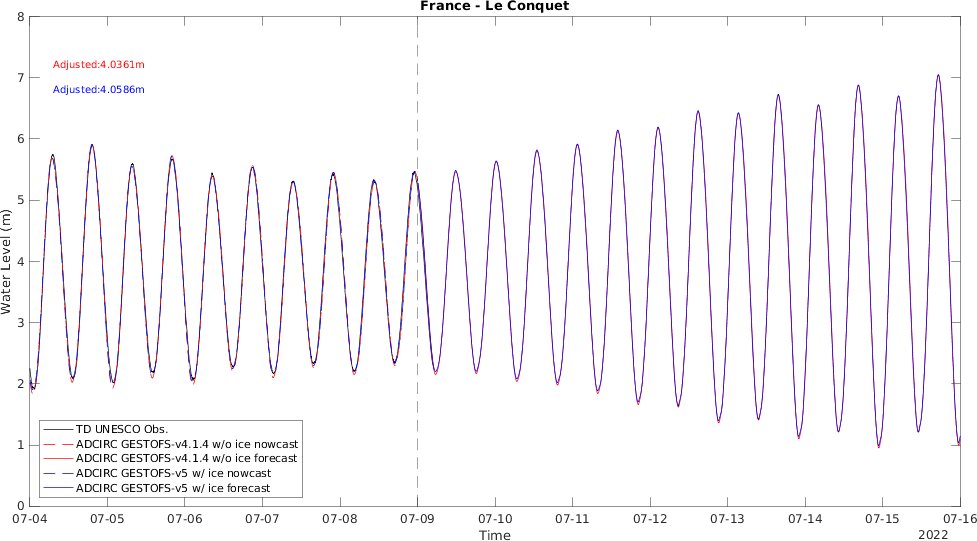 France - Le Conquet
8
7
6
5
4
3
2
1
0
Water Level (m)
Adjusted:4.0361m
Adjusted:4.0586m
TD UNESCO Obs.
ADCIRC GESTOFS-v4.1.4 w/o ice nowcast
ADCIRC GESTOFS-v4.1.4 w/o ice forecast
ADCIRC GESTOFS-v5 w/ ice nowcast
ADCIRC GESTOFS-v5 w/ ice forecast
07-04 07-05 07-06 07-07 07-08 07-09 07-10 07-11 07-12 07-13 07-14 07-15 07-16
Time
2022